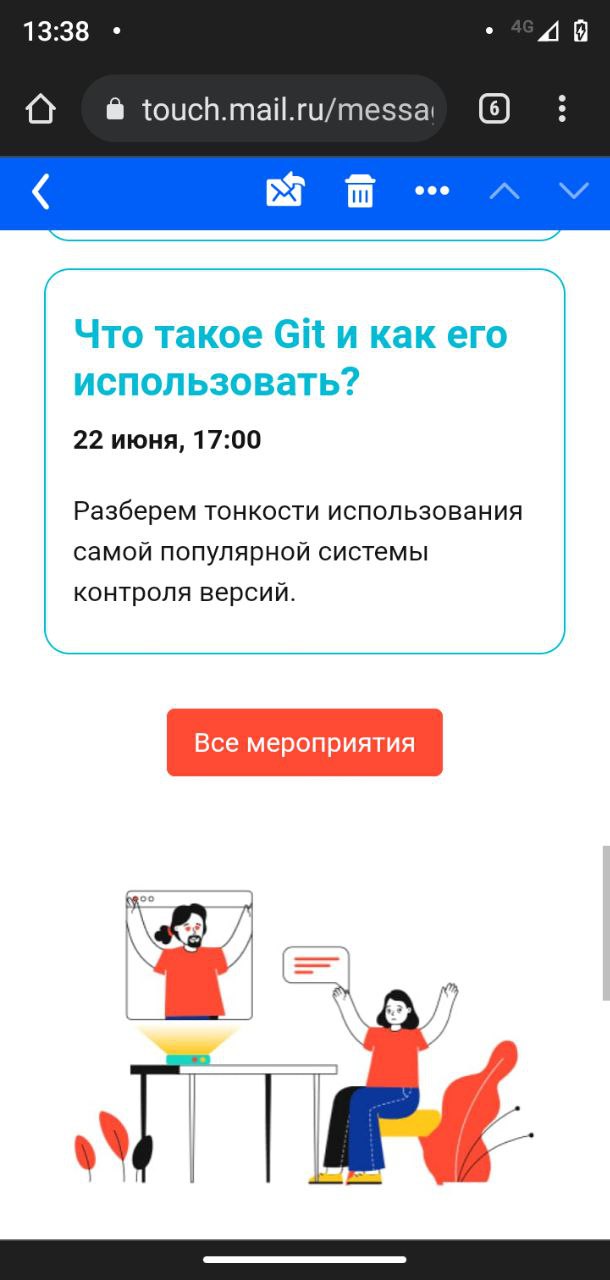 13:38
4G
touch.mail.ru/messa
6
Что такое Git и как его
использовать?
22 июня, 17:00
Разберем тонкости использования
самой популярной системы
контроля версий.
Все мероприятия